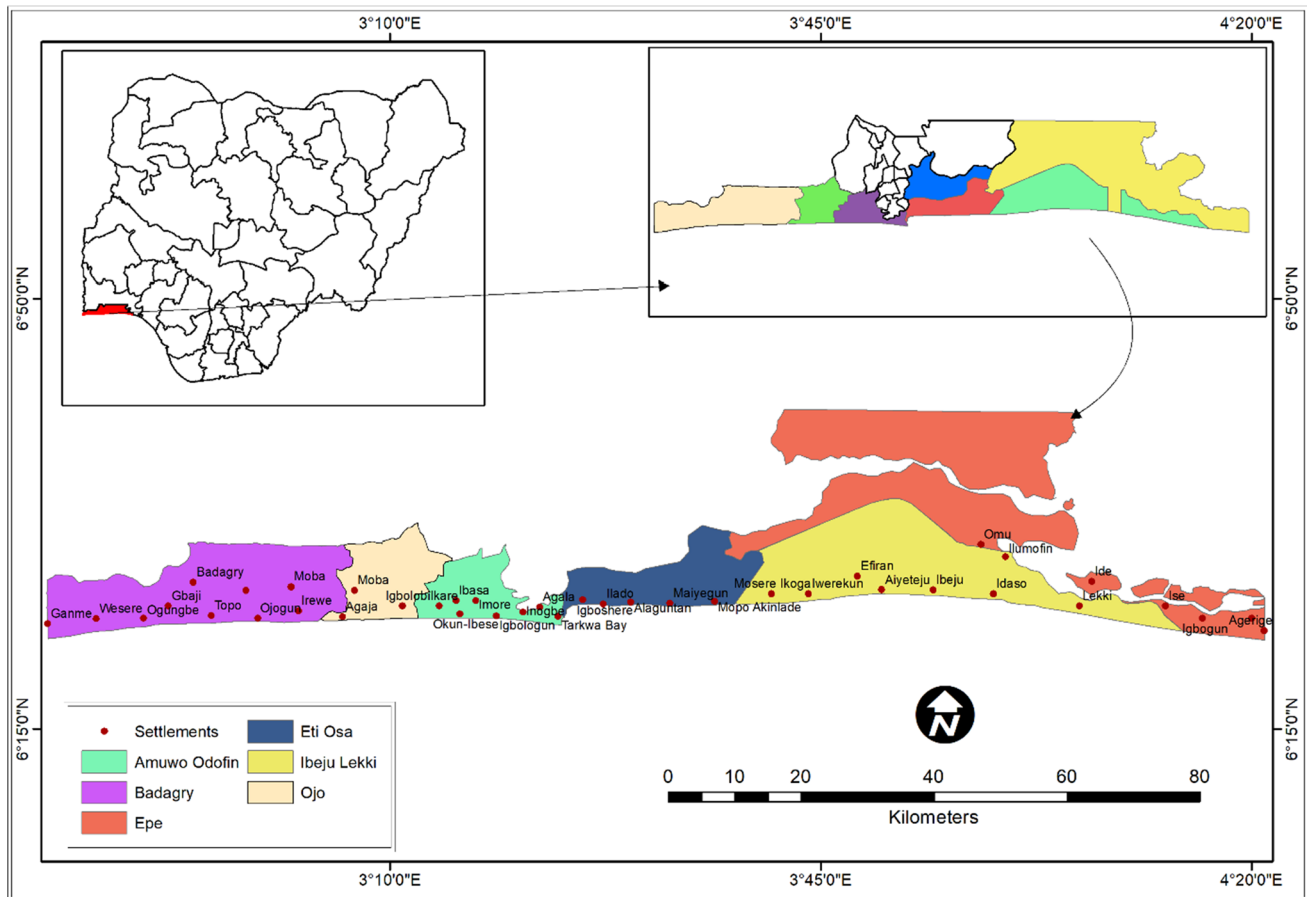 3°10'0"E 3°45'0"E 4°20'0"E
6°50'0"N 6°50'0"N
Omu
Ilumofin
Efiran
Ide
Badagry Moba Moba
Gbaji Ibasa Agala Ilado Maiyegun Mosere Ikoga Iwerekun Aiyeteju Ibeju Idaso Lekki Ise
Ganme Wesere Ogungbe Topo Ojogun Irewe Agaja Igbolobilkare Imore Inogbe Igboshere Alaguntan Mopo Akinlade
Okun-Ibese Igbologun Tarkwa Bay Igbogun Agerige
6°15'0"N 6°15'0"N
N
Settlements Eti Osa
Amuwo Odofin Ibeju Lekki
Badagry Ojo
Epe
0 10 20 40 60 80
Kilometers
3°10'0"E 3°45'0"E 4°20'0"E